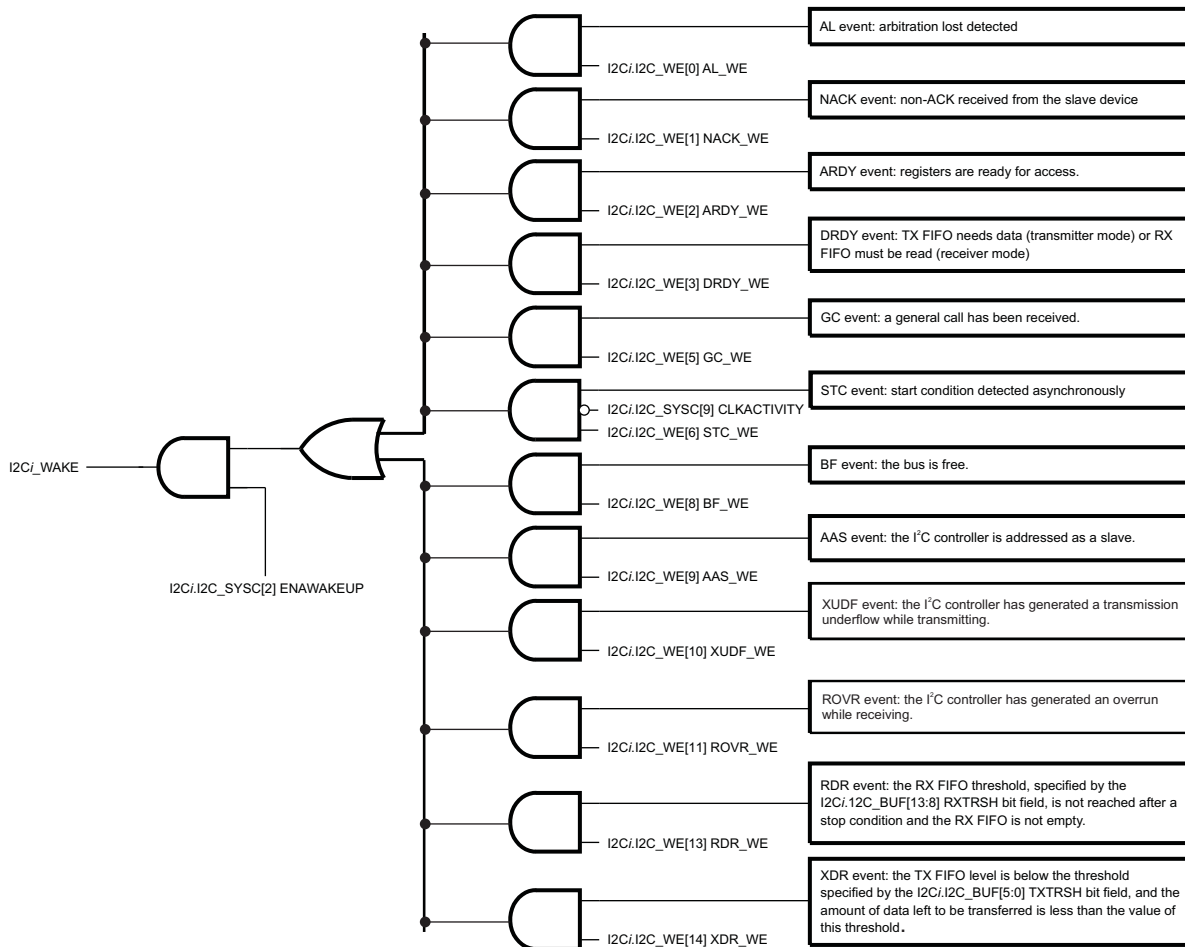 AL event: arbitration lost detected
I2Ci.I2C_WE[0] AL_WE
NACK event: non-ACK received from the slave device
I2Ci.I2C_WE[1] NACK_WE
ARDY event: registers are ready for access.
I2Ci.I2C_WE[2] ARDY_WE
DRDY event: TX FIFO needs data (transmitter mode) or RX
FIFO must be read (receiver mode)
I2Ci.I2C_WE[3] DRDY_WE
GC event: a general call has been received.
I2Ci.I2C_WE[5] GC_WE
STC event: start condition detected asynchronously
I2Ci.I2C_SYSC[9] CLKACTIVITY
I2Ci.I2C_WE[6] STC_WE
I2Ci_WAKE
BF event: the bus is free.
I2Ci.I2C_WE[8] BF_WE
AAS event: the I²C controller is addressed as a slave.
I2Ci.I2C_WE[9] AAS_WE
I2Ci.I2C_SYSC[2] ENAWAKEUP
XUDF event: the I²C controller has generated a transmission
underflow while transmitting.
I2Ci.I2C_WE[10] XUDF_WE
ROVR event: the I²C controller has generated an overrun
while receiving.
I2Ci.I2C_WE[11] ROVR_WE
RDR event: the RX FIFO threshold, specified by the
I2Ci.12C_BUF[13:8] RXTRSH bit field, is not reached after a
stop condition and the RX FIFO is not empty.
I2Ci.I2C_WE[13] RDR_WE
XDR event: the TX FIFO level is below the threshold
specified by the I2Ci.I2C_BUF[5:0] TXTRSH bit field, and the
amount of data left to be transferred is less than the value of
this threshold.
I2Ci.I2C_WE[14] XDR_WE